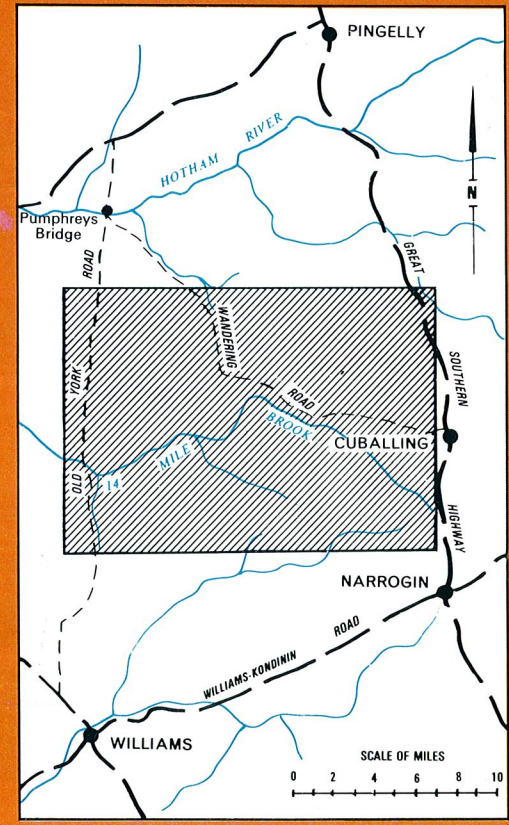 PINGELLY
HOTHAM RIVER
N
Pumphreys
Bridge
GREAT SOUTHERN HIGHWAY
OLD YORK ROAD
WANDERING ROAD
14 MILE BROOK
CUBALLING
NARROGIN
WILLIAMS-KONDININ ROAD
WILLIAMS
SCALE OF MILES
0 2 4 6 8 10